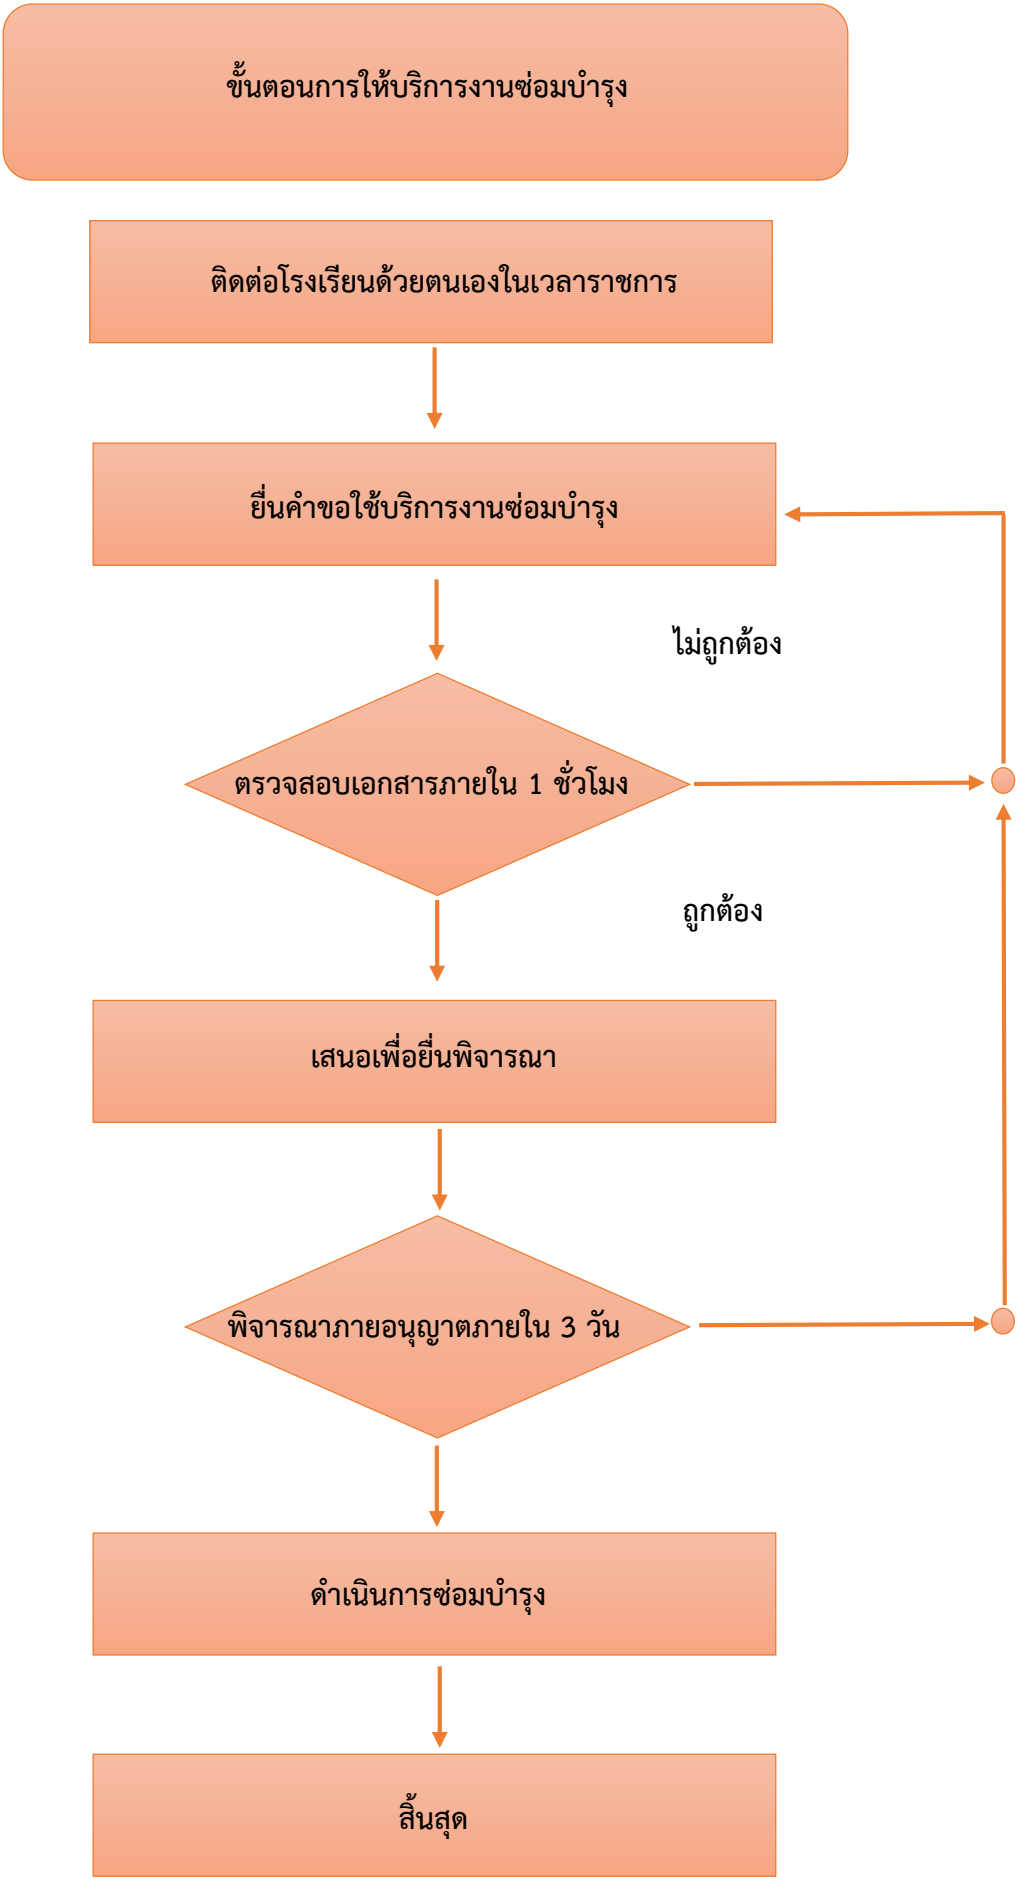 ขั้นตอนการให้บริการงานซ่อมบำรุง
ติดต่อโรงเรียนด้วยตนเองในเวลาราชการ
ยื่นคำขอใช้บริการงานซ่อมบำรุง
ไม่ถูกต้อง
ตรวจสอบเอกสารภายใน 1 ชั่วโมง
ถูกต้อง
เสนอเพื่อยื่นพิจารณา
พิจารณาภายอนุญาตภายใน 3 วัน
ดำเนินการซ่อมบำรุง
สิ้นสุด